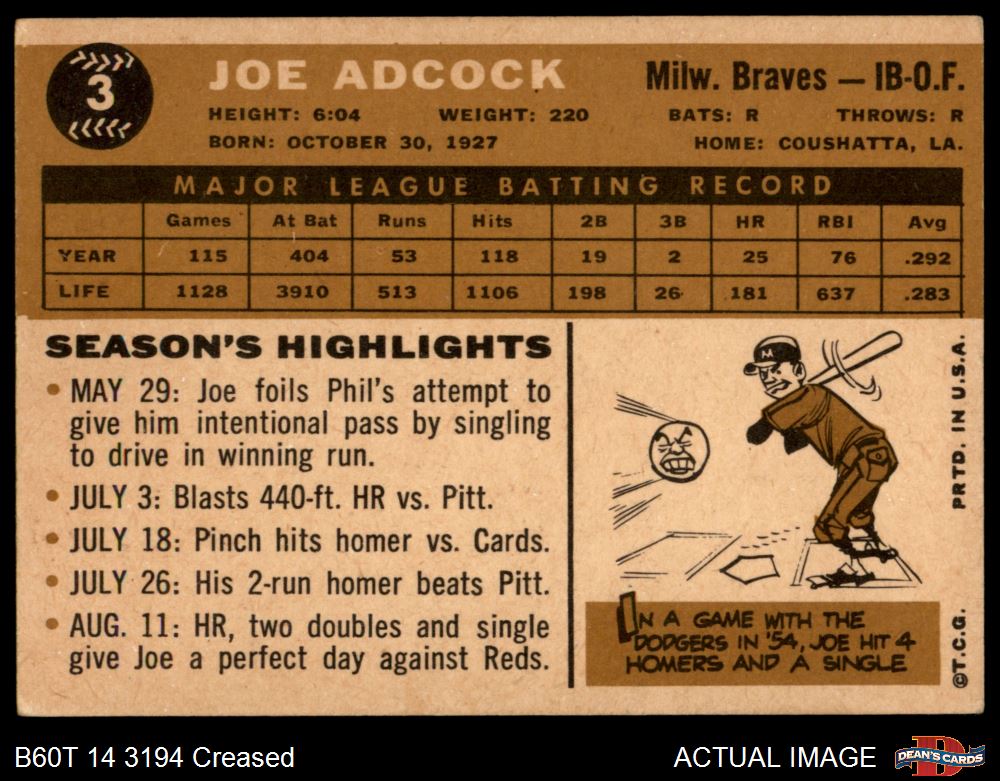 3
JOE ADCOCK
Milw. Braves — IB-O.F.
HEIGHT: 6:04 WEIGHT: 220 BATS: R THROWS: R
BORN: OCTOBER 30, 1927 HOME: COUSHATTA, LA.
MAJOR LEAGUE BATTING RECORD
Games At Bat Runs Hits 2B 3B HR RBI Avg
YEAR 115 404 53 118 19 2 25 76 .292
LIFE 1128 3910 513 1106 198 26 181 637 .283
SEASON'S HIGHLIGHTS
• MAY 29: Joe foils Phil's attempt to
give him intentional pass by singling
to drive in winning run.
• JULY 3: Blasts 440-ft. HR vs. Pitt.
• JULY 18: Pinch hits homer vs. Cards.
• JULY 26: His 2-run homer beats Pitt.
• AUG. 11: HR, two doubles and single
give Joe a perfect day against Reds.
M
IN A GAME WITH THE
DODGERS IN '54, JOE HIT 4
HOMERS AND A SINGLE
©T.C.G. PRTD. IN U.S.A.
B60T 14 3194 Creased
ACTUAL IMAGE
D
DEAN'S CARDS